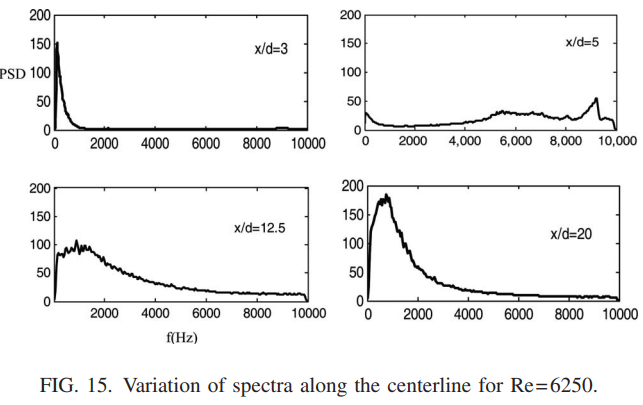 200
150
PSD 100
50
0
x/d=3
0 2000 4000 6000 8000 10000
200
150
100
50
0
x/d=5
0 2000 4,000 6,000 8,000 10,000
200
150
100
50
0
x/d=12.5
2000 4000 6000 8000 10000
f(Hz)
200
150
100
50
0
x/d=20
0 2000 4000 6000 8000 10000
FIG. 15. Variation of spectra along the centerline for Re=6250.